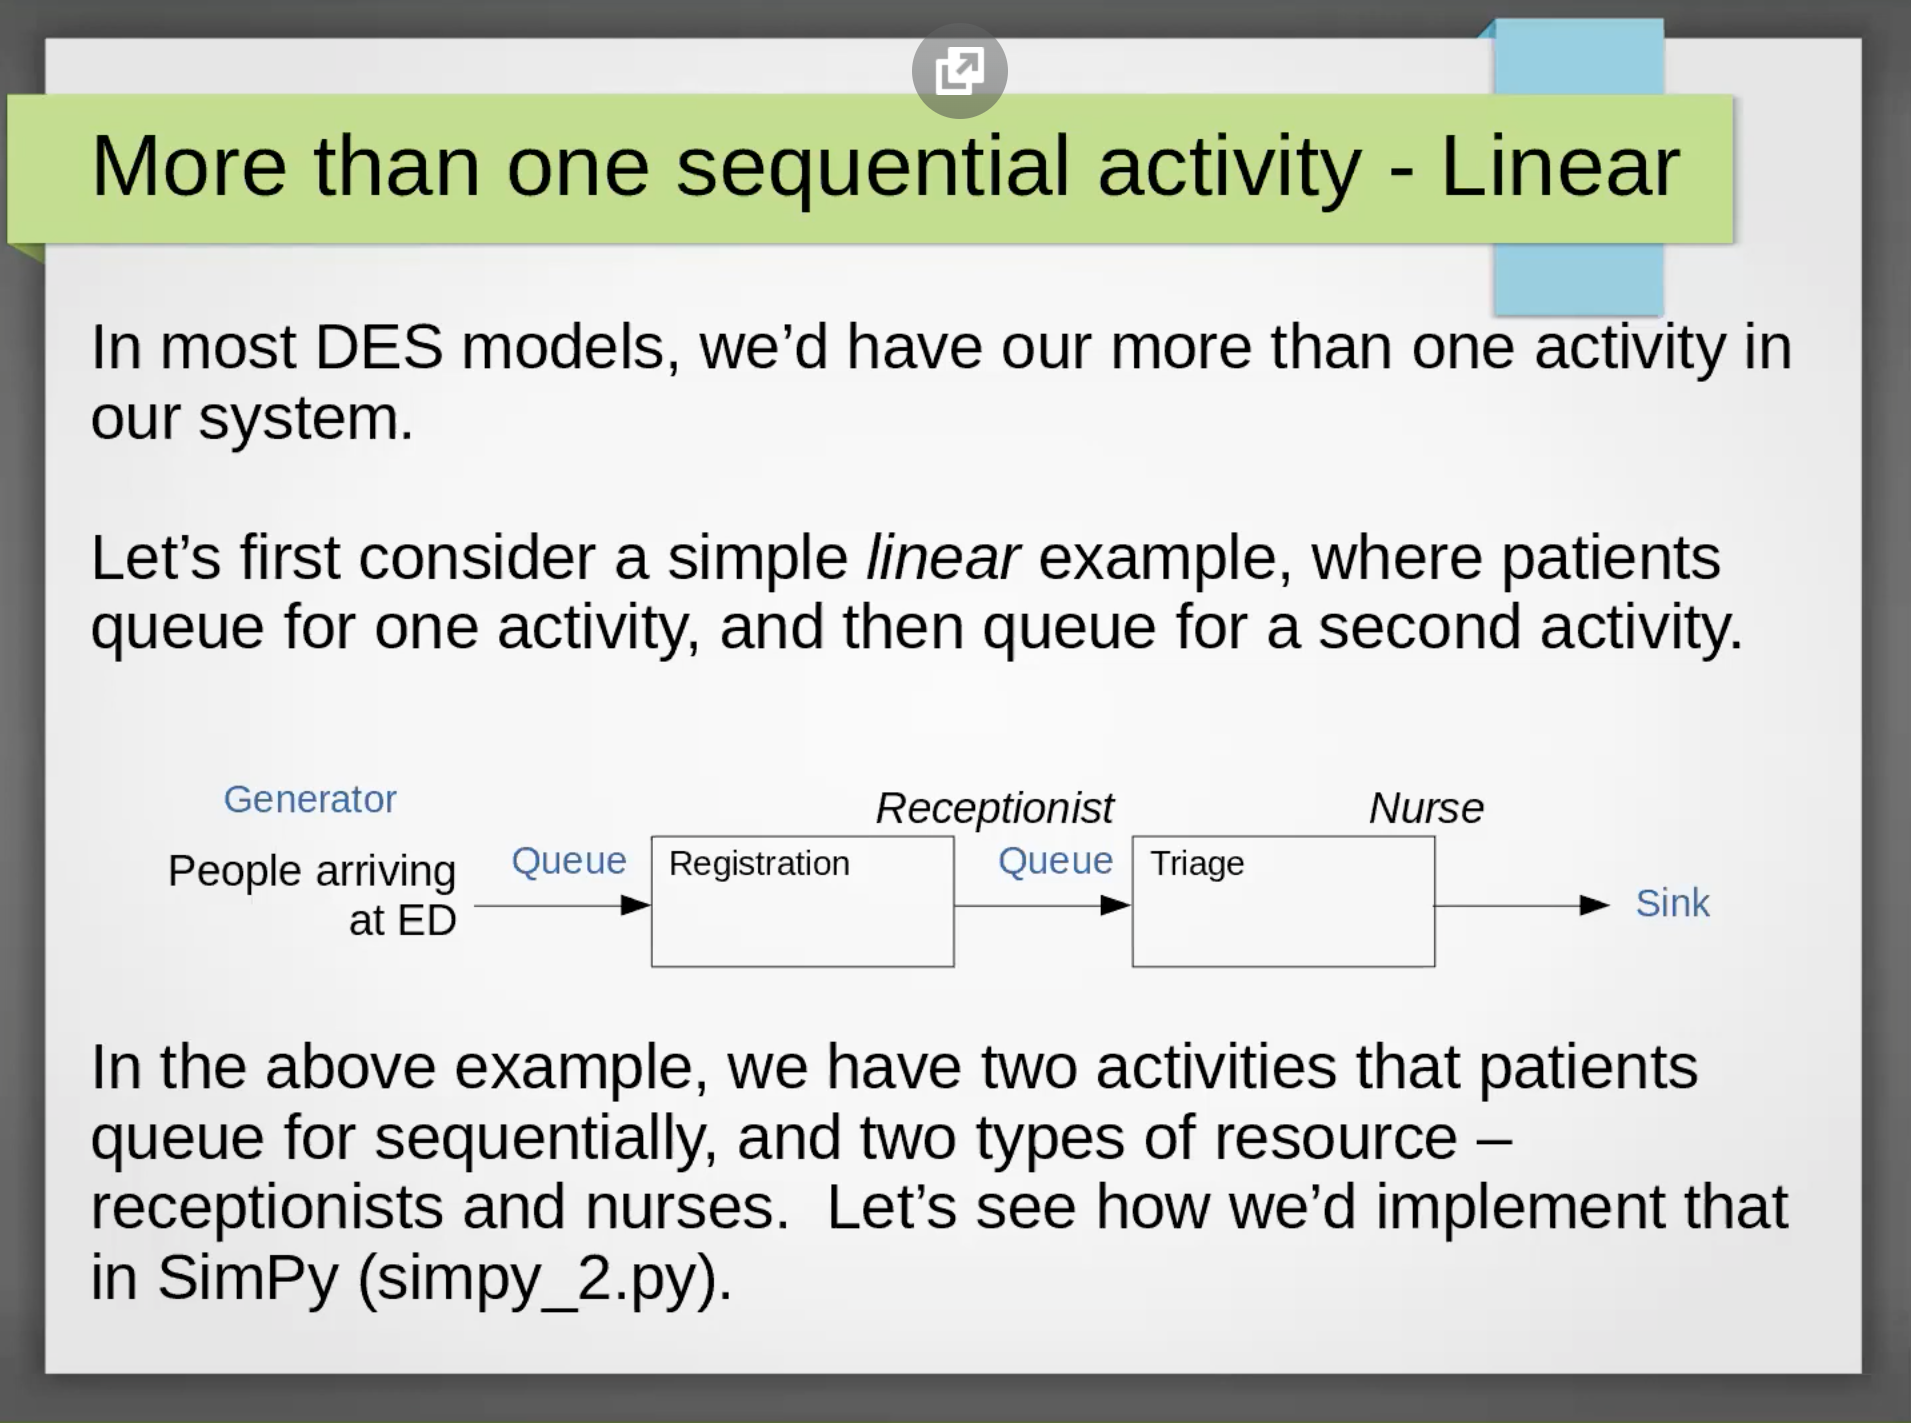 More than one sequential activity - Linear
In most DES models, we’d have our more than one activity in
our system.
Let’s first consider a simple linear example, where patients
queue for one activity, and then queue for a second activity.
Generator
People arriving
at ED
Queue
Registration
Receptionist
Queue
Triage
Nurse
Sink
In the above example, we have two activities that patients
queue for sequentially, and two types of resource –
receptionists and nurses.  Let’s see how we’d implement that
in SimPy (simpy_2.py).